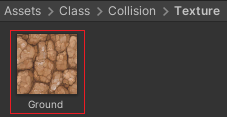 Assets > Class > Collision > Texture
Ground